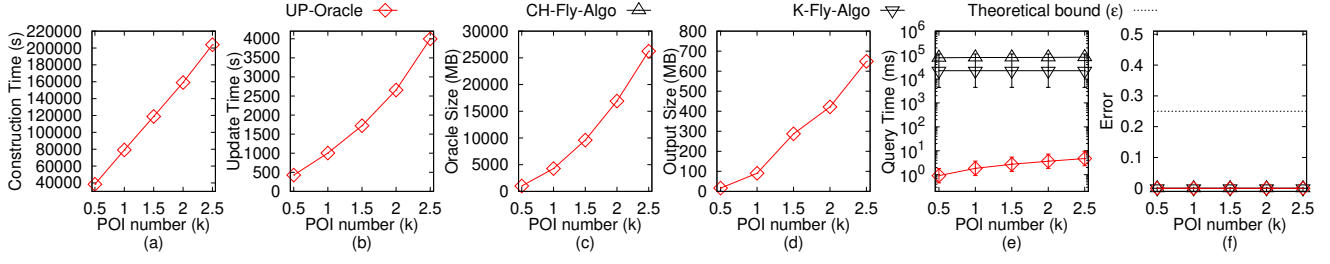 UP-Oracle CH-Fly-Algo K-Fly-Algo Theoretical bound (ε)
Construction Time (s)
220000
200000
180000
160000
140000
120000
100000
80000
60000
40000
0.5 1 1.5 2 2.5
POI number (k)
(a)
Update Time (s)
4000
3500
3000
2500
2000
1500
1000
500
0
0.5 1 1.5 2 2.5
POI number (k)
(b)
Oracle Size (MB)
30000
25000
20000
15000
10000
5000
0
0.5 1 1.5 2 2.5
POI number (k)
(c)
Output Size (MB)
800
700
600
500
400
300
200
100
0
0.5 1 1.5 2 2.5
POI number (k)
(d)
Query Time (ms)
10⁶
10⁵
10⁴
10³
10²
10¹
10⁰
0.5 1 1.5 2 2.5
POI number (k)
(e)
Error
0.5
0.4
0.3
0.2
0.1
0
0.5 1 1.5 2 2.5
POI number (k)
(f)